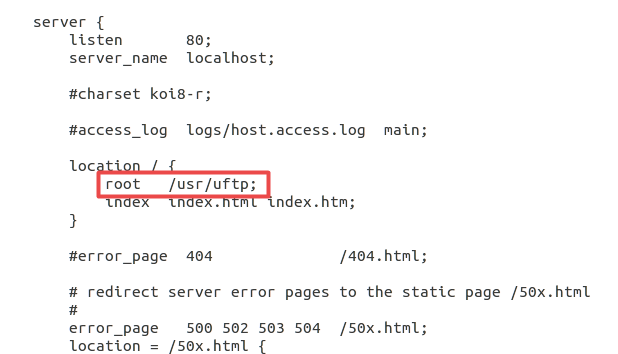 server {
    listen       80;
    server_name  localhost;
    #charset koi8-r;
    #access_log  logs/host.access.log  main;
    location / {
        root   /usr/uftp;
        index  index.html index.htm;
    }
    #error_page  404              /404.html;
    # redirect server error pages to the static page /50x.html
    #
    error_page   500 502 503 504  /50x.html;
    location = /50x.html {